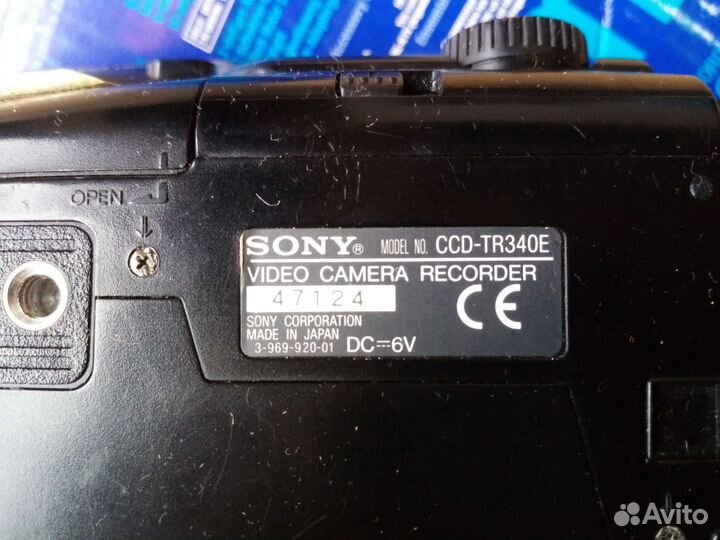 OPEN
SONY® MODEL NO. CCD-TR340E
VIDEO CAMERA RECORDER
47124
SONY CORPORATION
MADE IN JAPAN
3-969-920-01 DC⎓6V
CE
Avito